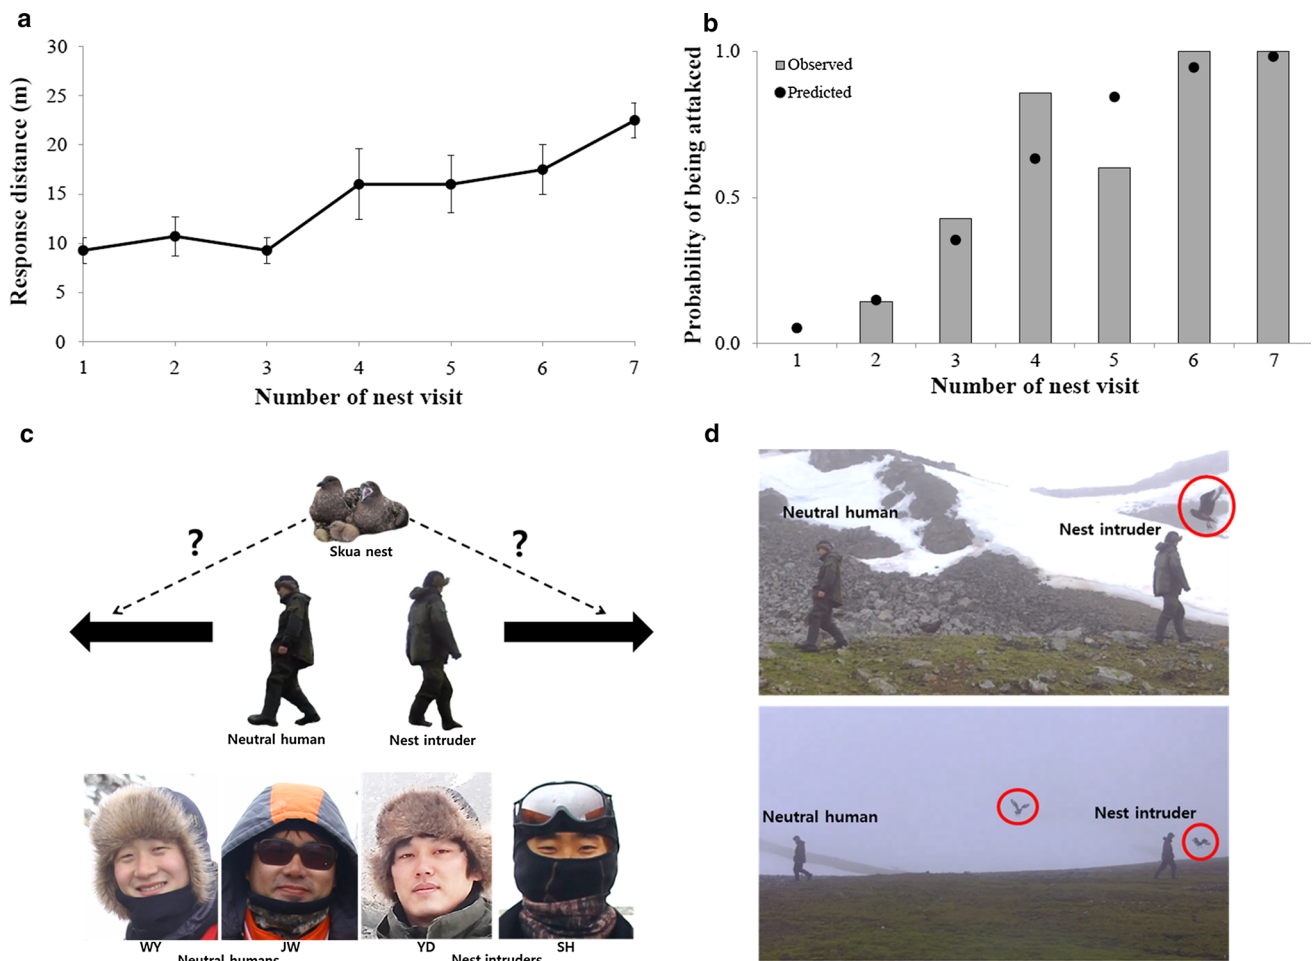 a
30
25
20
15
10
5
0
Response distance (m)
1 2 3 4 5 6 7
Number of nest visit
b
1.0
0.5
0.0
Probability of being attakced
Observed
Predicted
1 2 3 4 5 6 7
Number of nest visit
c
? ?
Skua nest
Neutral human Nest intruder
WY JW YD SH
Neutral humans Nest intruders
d
Neutral human
Nest intruder
Neutral human
Nest intruder